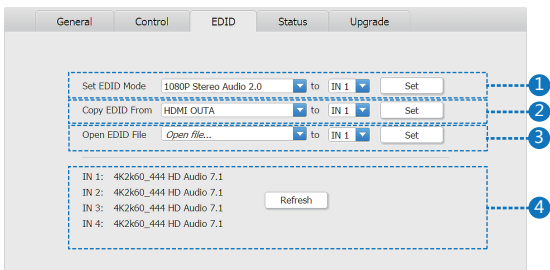 General Control EDID Status Upgrade
Set EDID Mode 1080P Stereo Audio 2.0 to IN 1 Set 1
Copy EDID From HDMI OUTA to IN 1 Set 2
Open EDID File Open file... to IN 1 Set 3
IN 1: 4K2k60_444 HD Audio 7.1
IN 2: 4K2k60_444 HD Audio 7.1
Refresh
IN 3: 4K2k60_444 HD Audio 7.1 4
IN 4: 4K2k60_444 HD Audio 7.1